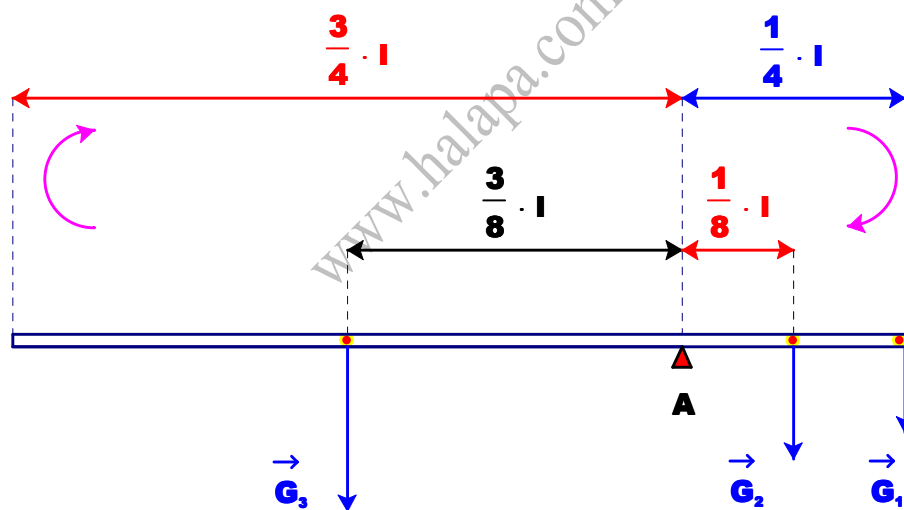 3/4 · l
1/4 · l
3/8 · l
1/8 · l
www.halapa.com
A
G₃
G₂
G₁